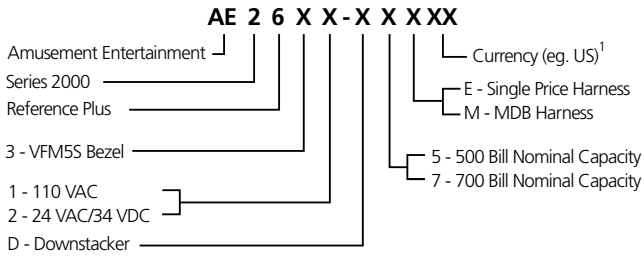 AE 2 6 X X - X X X XX
Amusement Entertainment
Series 2000
Reference Plus
3 - VFM5S Bezel
1 - 110 VAC
2 - 24 VAC/34 VDC
D - Downstacker
Currency (eg. US)1
E - Single Price Harness
M - MDB Harness
5 - 500 Bill Nominal Capacity
7 - 700 Bill Nominal Capacity